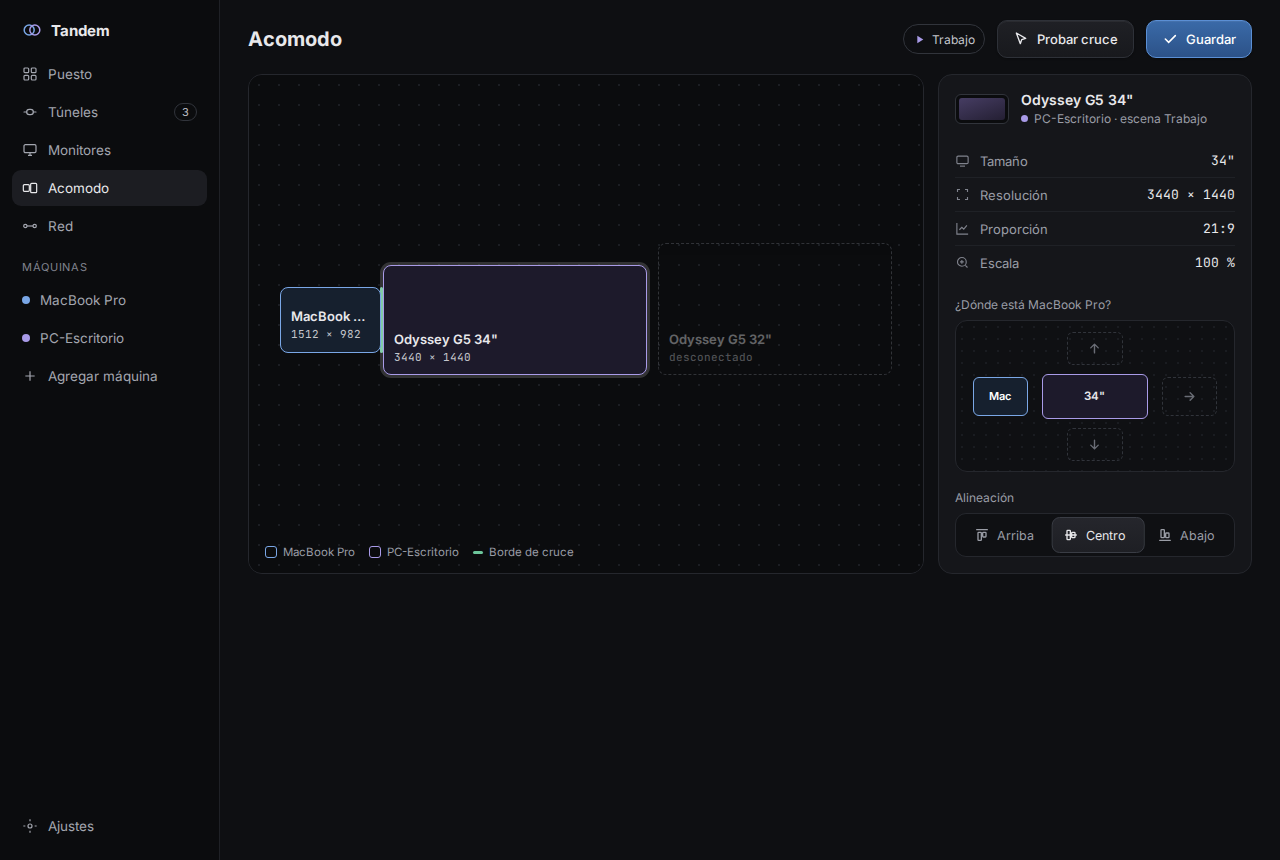 Tandem
Puesto
Túneles 3
Monitores
Acomodo
Red
MÁQUINAS
MacBook Pro
PC-Escritorio
Agregar máquina
Ajustes
Acomodo
Trabajo
Probar cruce
Guardar
MacBook ...
1512 × 982
Odyssey G5 34"
3440 × 1440
Odyssey G5 32"
desconectado
MacBook Pro
PC-Escritorio
Borde de cruce
Odyssey G5 34"
PC-Escritorio · escena Trabajo
Tamaño 34"
Resolución 3440 × 1440
Proporción 21:9
Escala 100 %
¿Dónde está MacBook Pro?
Mac
34"
Alineación
Arriba
Centro
Abajo